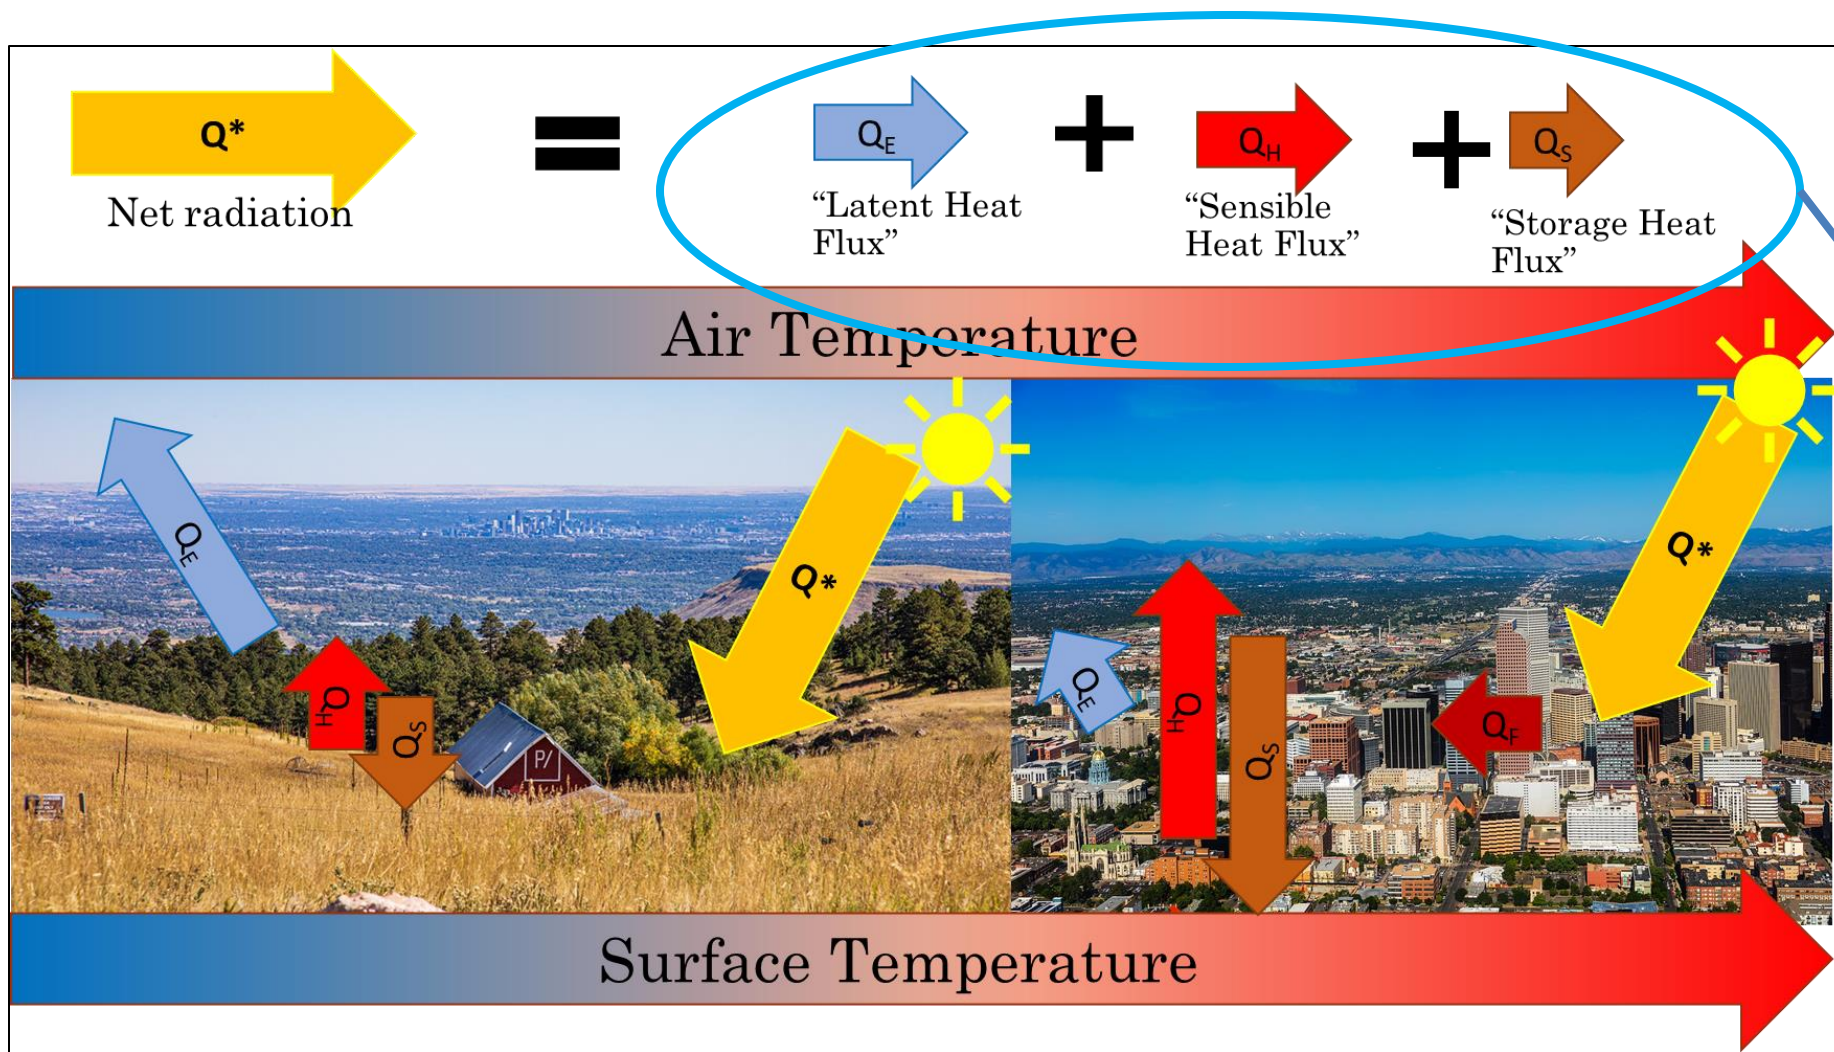 Q*
=
QE
+
QH
+
QS
Net radiation
“Latent Heat
Flux”
“Sensible
Heat Flux”
“Storage Heat
Flux”
Air Temperature
QE
QH
QS
P/
Q*
QE
QH
QS
QF
Q*
Surface Temperature